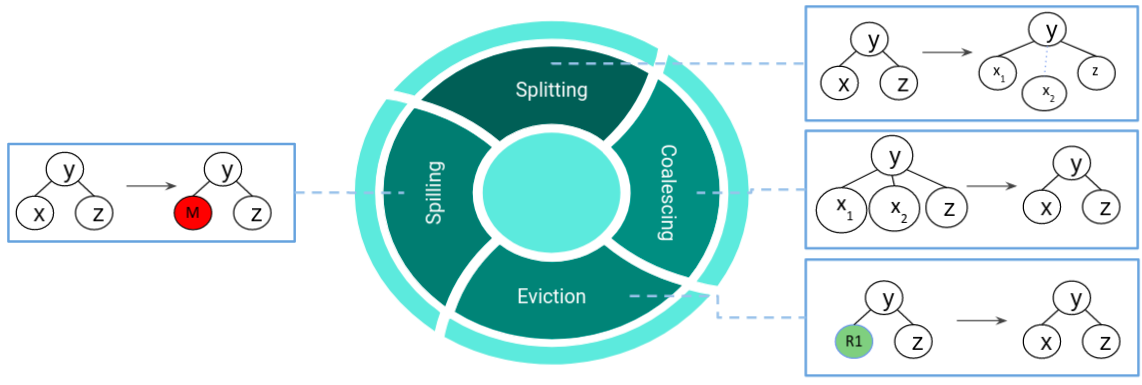 y
x z
y
M z
Splitting
Spilling
Coalescing
Eviction
y
x z
y
x1 z
x2
y
x1 x2 z
y
x z
y
R1 z
y
x z